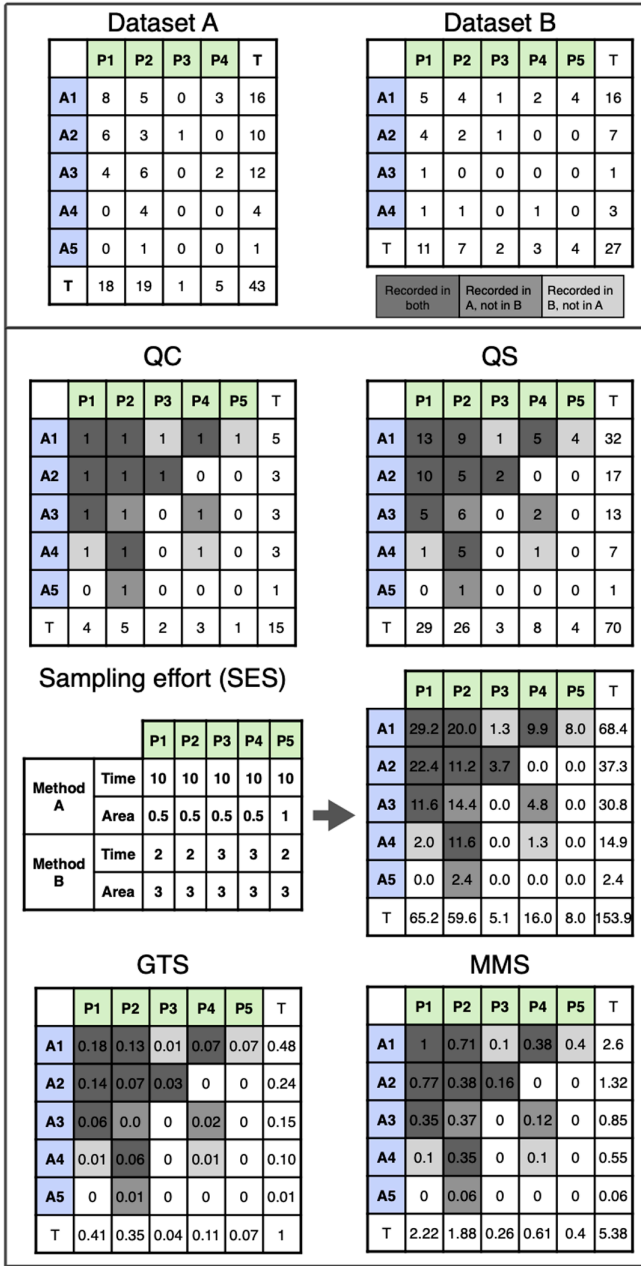 Dataset A
P1 P2 P3 P4 T
A1 8 5 0 3 16
A2 6 3 1 0 10
A3 4 6 0 2 12
A4 0 4 0 0 4
A5 0 1 0 0 1
T 18 19 1 5 43
Dataset B
P1 P2 P3 P4 P5 T
A1 5 4 1 2 4 16
A2 4 2 1 0 0 7
A3 1 0 0 0 0 1
A4 1 1 0 1 0 3
T 11 7 2 3 4 27
Recorded in both
Recorded in A, not in B
Recorded in B, not in A
QC
P1 P2 P3 P4 P5 T
A1 1 1 1 1 1 5
A2 1 1 1 0 0 3
A3 1 1 0 1 0 3
A4 1 1 0 1 0 3
A5 0 1 0 0 0 1
T 4 5 2 3 1 15
QS
P1 P2 P3 P4 P5 T
A1 13 9 1 5 4 32
A2 10 5 2 0 0 17
A3 5 6 0 2 0 13
A4 1 5 0 1 0 7
A5 0 1 0 0 0 1
T 29 26 3 8 4 70
Sampling effort (SES)
P1 P2 P3 P4 P5
Method A
Time 10 10 10 10 10
Area 0.5 0.5 0.5 0.5 1
Method B
Time 2 2 3 3 2
Area 3 3 3 3 3
P1 P2 P3 P4 P5 T
A1 29.2 20.0 1.3 9.9 8.0 68.4
A2 22.4 11.2 3.7 0.0 0.0 37.3
A3 11.6 14.4 0.0 4.8 0.0 30.8
A4 2.0 11.6 0.0 1.3 0.0 14.9
A5 0.0 2.4 0.0 0.0 0.0 2.4
T 65.2 59.6 5.1 16.0 8.0 153.9
GTS
P1 P2 P3 P4 P5 T
A1 0.18 0.13 0.01 0.07 0.07 0.48
A2 0.14 0.07 0.03 0 0 0.24
A3 0.06 0.0 0 0.02 0 0.15
A4 0.01 0.06 0 0.01 0 0.10
A5 0 0.01 0 0 0 0.01
T 0.41 0.35 0.04 0.11 0.07 1
MMS
P1 P2 P3 P4 P5 T
A1 1 0.71 0.1 0.38 0.4 2.6
A2 0.77 0.38 0.16 0 0 1.32
A3 0.35 0.37 0 0.12 0 0.85
A4 0.1 0.35 0 0.1 0 0.55
A5 0 0.06 0 0 0 0.06
T 2.22 1.88 0.26 0.61 0.4 5.38